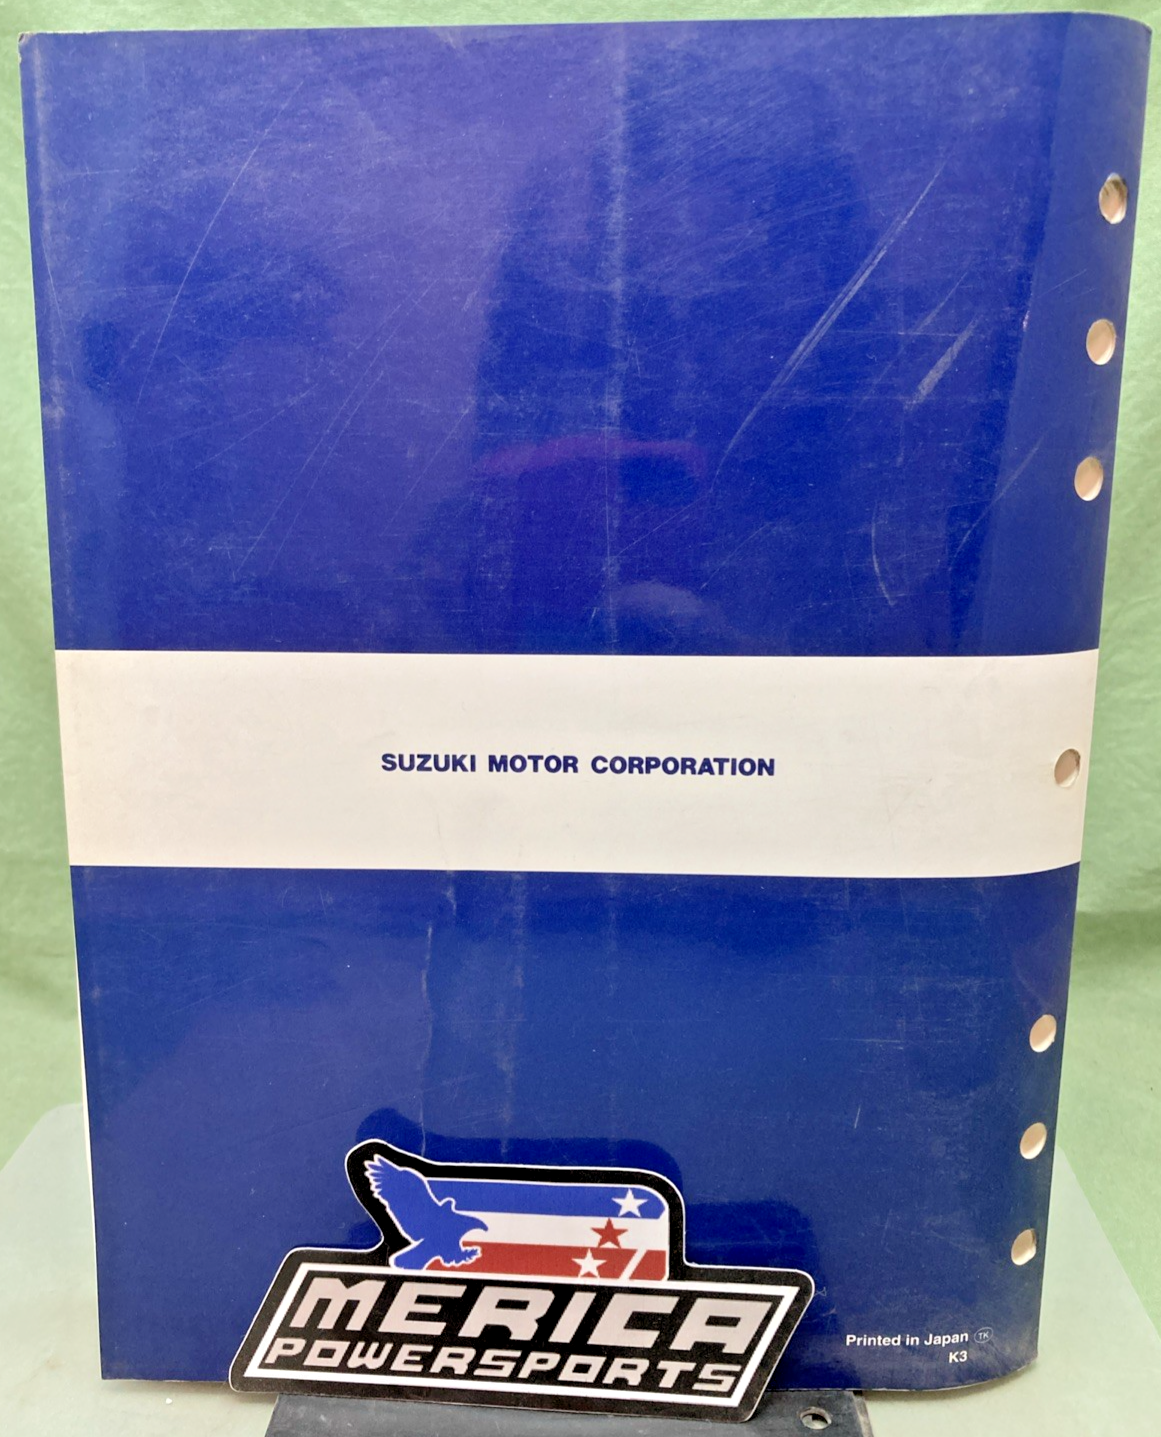 SUZUKI MOTOR CORPORATION
MERICA
POWERSPORTS
Printed in Japan TK
K3